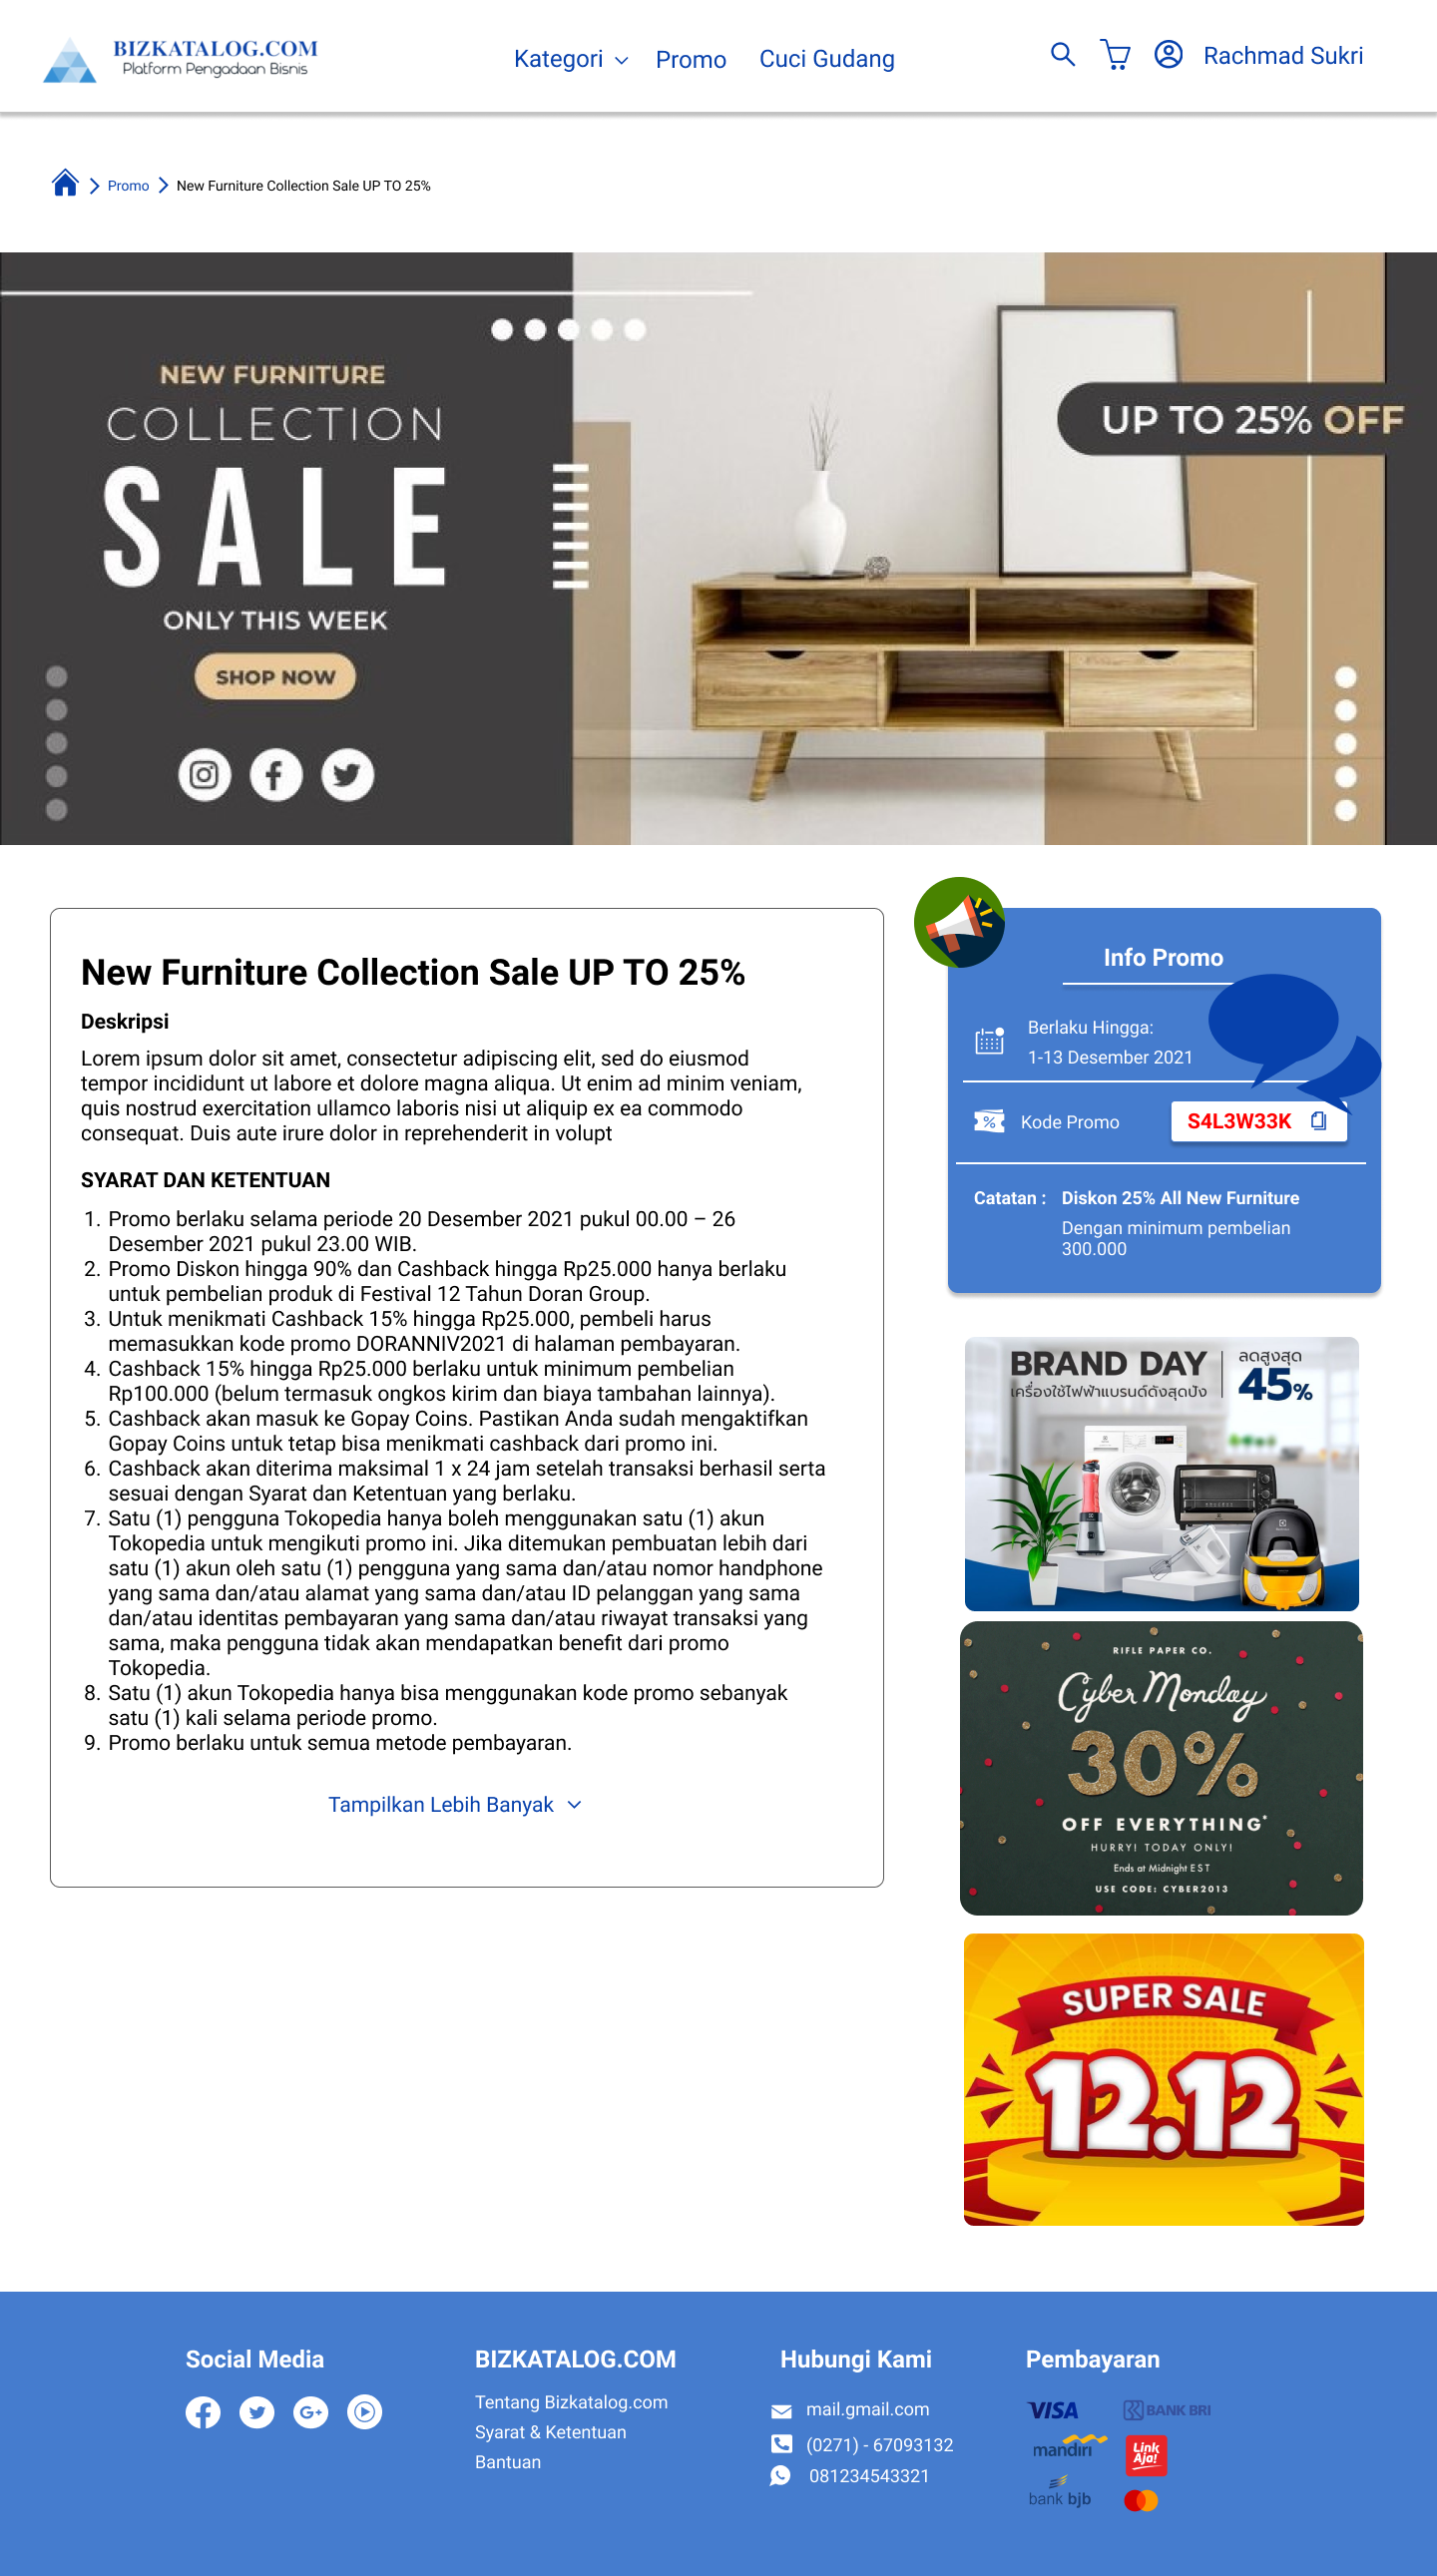 BIZKATALOG.COM
Platform Pengadaan Bisnis
Kategori
Promo
Cuci Gudang
Rachmad Sukri
Promo
New Furniture Collection Sale UP TO 25%
NEW FURNITURE
COLLECTION
SALE
ONLY THIS WEEK
SHOP NOW
UP TO 25% OFF
New Furniture Collection Sale UP TO 25%
Deskripsi
Lorem ipsum dolor sit amet, consectetur adipiscing elit, sed do eiusmod
tempor incididunt ut labore et dolore magna aliqua. Ut enim ad minim veniam,
quis nostrud exercitation ullamco laboris nisi ut aliquip ex ea commodo
consequat. Duis aute irure dolor in reprehenderit in volupt
SYARAT DAN KETENTUAN
1. Promo berlaku selama periode 20 Desember 2021 pukul 00.00 – 26
Desember 2021 pukul 23.00 WIB.
2. Promo Diskon hingga 90% dan Cashback hingga Rp25.000 hanya berlaku
untuk pembelian produk di Festival 12 Tahun Doran Group.
3. Untuk menikmati Cashback 15% hingga Rp25.000, pembeli harus
memasukkan kode promo DORANNIV2021 di halaman pembayaran.
4. Cashback 15% hingga Rp25.000 berlaku untuk minimum pembelian
Rp100.000 (belum termasuk ongkos kirim dan biaya tambahan lainnya).
5. Cashback akan masuk ke Gopay Coins. Pastikan Anda sudah mengaktifkan
Gopay Coins untuk tetap bisa menikmati cashback dari promo ini.
6. Cashback akan diterima maksimal 1 x 24 jam setelah transaksi berhasil serta
sesuai dengan Syarat dan Ketentuan yang berlaku.
7. Satu (1) pengguna Tokopedia hanya boleh menggunakan satu (1) akun
Tokopedia untuk mengikuti promo ini. Jika ditemukan pembuatan lebih dari
satu (1) akun oleh satu (1) pengguna yang sama dan/atau nomor handphone
yang sama dan/atau alamat yang sama dan/atau ID pelanggan yang sama
dan/atau identitas pembayaran yang sama dan/atau riwayat transaksi yang
sama, maka pengguna tidak akan mendapatkan benefit dari promo
Tokopedia.
8. Satu (1) akun Tokopedia hanya bisa menggunakan kode promo sebanyak
satu (1) kali selama periode promo.
9. Promo berlaku untuk semua metode pembayaran.
Tampilkan Lebih Banyak
Info Promo
Berlaku Hingga:
1-13 Desember 2021
Kode Promo
S4L3W33K
Catatan : Diskon 25% All New Furniture
Dengan minimum pembelian
300.000
BRAND DAY
เครื่องใช้ไฟฟ้าแบรนด์ดังสุดปัง
ลดสูงสุด
45%
RIFLE PAPER CO.
Cyber Monday
30%
OFF EVERYTHING*
HURRY! TODAY ONLY!
Ends at Midnight EST
USE CODE: CYBER2013
SUPER SALE
12.12
Social Media
BIZKATALOG.COM
Tentang Bizkatalog.com
Syarat & Ketentuan
Bantuan
Hubungi Kami
mail.gmail.com
(0271) - 67093132
081234543321
Pembayaran
VISA
BANK BRI
mandiri
Link
Aja!
bank bjb